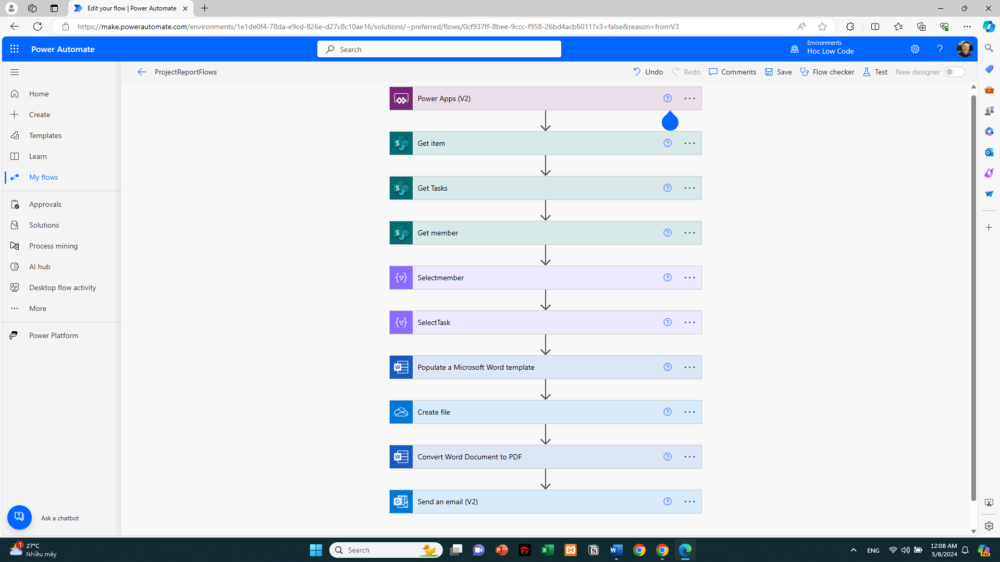 Edit your flow | Power Automate
https://make.powerautomate.com/environments/1e1de0f4-78da-e9cd-826e-d27c8c10ae16/solutions/~preferred/flows/0cf937ff-8bee-9ccc-f958-26bd4acb6011?v3=false&reason=fromV3
Power Automate
Search
Environments
Hoc Low Code
ProjectReportFlows
Undo
Redo
Comments
Save
Flow checker
Test
New designer
Home
Create
Templates
Learn
My flows
Approvals
Solutions
Process mining
AI hub
Desktop flow activity
More
Power Platform
Ask a chatbot
Power Apps (V2)
Get item
Get Tasks
Get member
Selectmember
SelectTask
Populate a Microsoft Word template
Create file
Convert Word Document to PDF
Send an email (V2)
1
27°C
Nhiều mây
Search
ENG
12:08 AM
5/8/2024
PRE